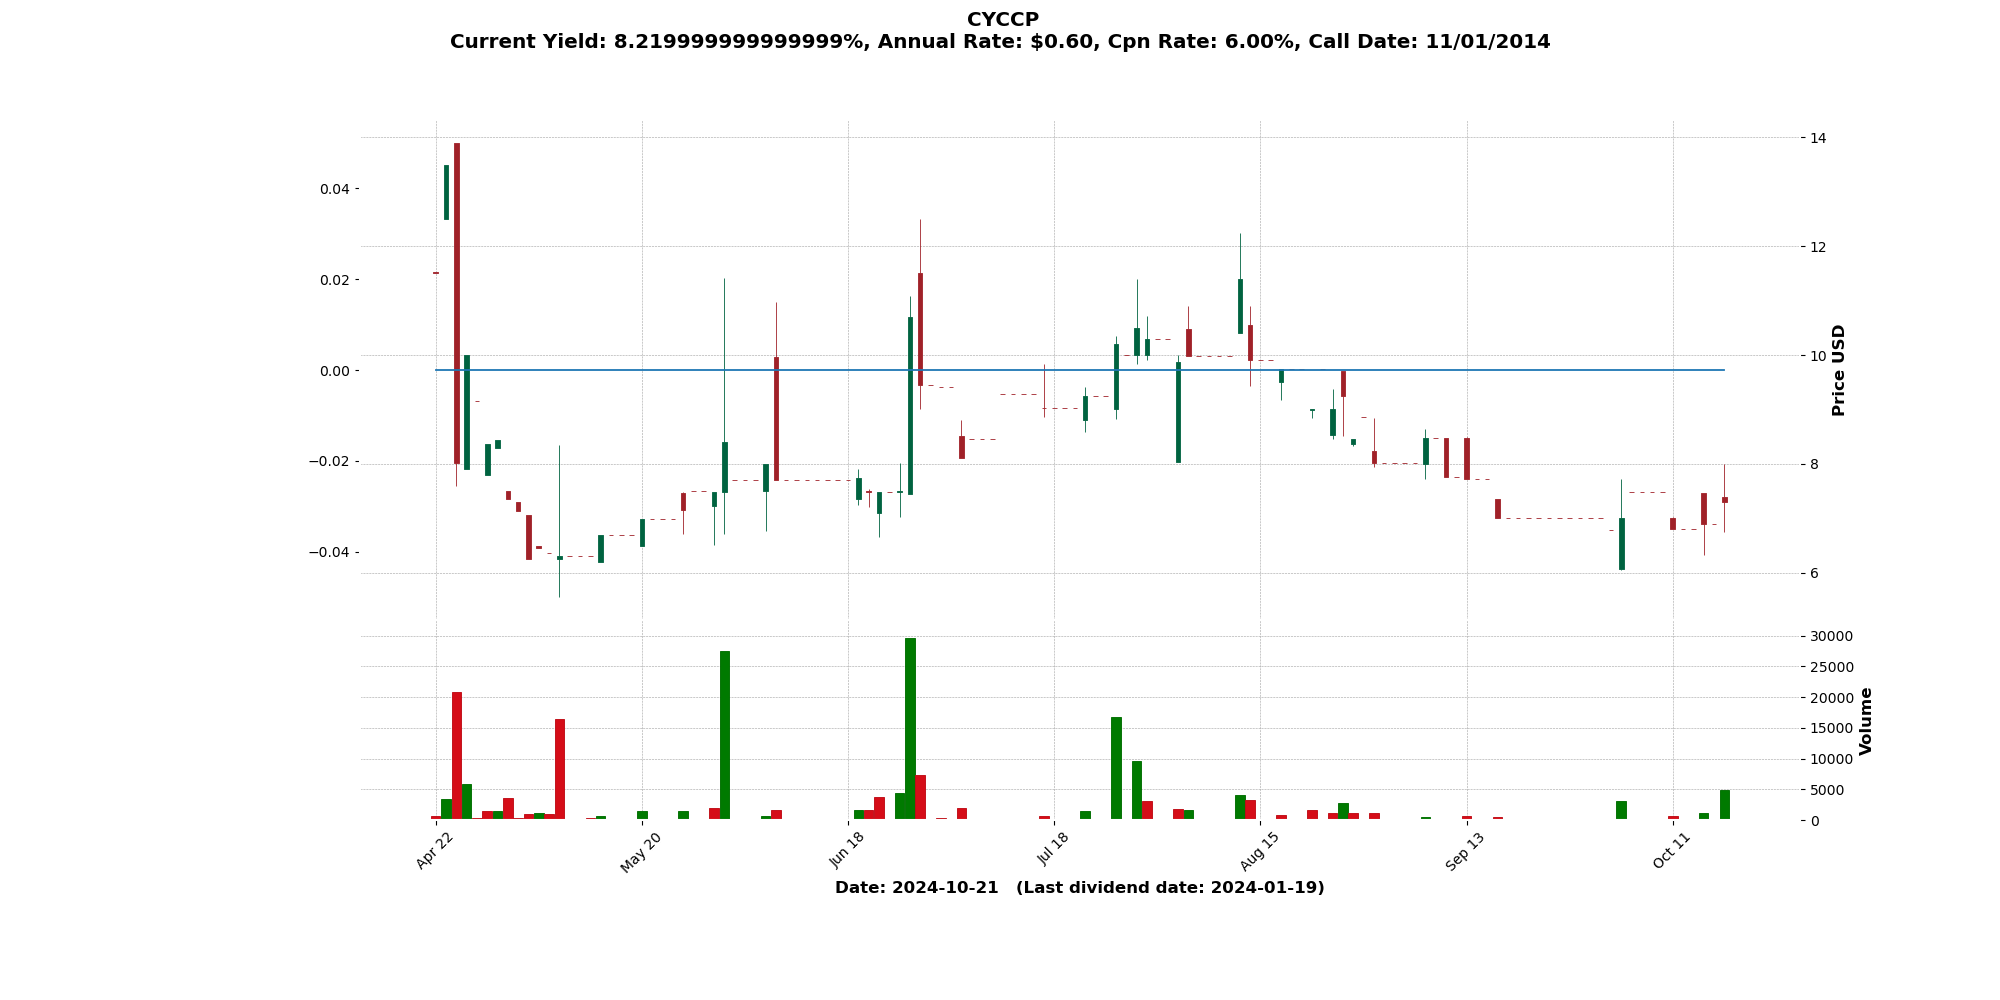 CYCCP
Current Yield: 8.219999999999999%, Annual Rate: $0.60, Cpn Rate: 6.00%, Call Date: 11/01/2014
0.04
0.02
0.00
−0.02
−0.04
14
12
10
8
6
Price USD
30000
25000
20000
15000
10000
5000
0
Volume
Apr 22
May 20
Jun 18
Jul 18
Aug 15
Sep 13
Oct 11
Date: 2024-10-21 (Last dividend date: 2024-01-19)